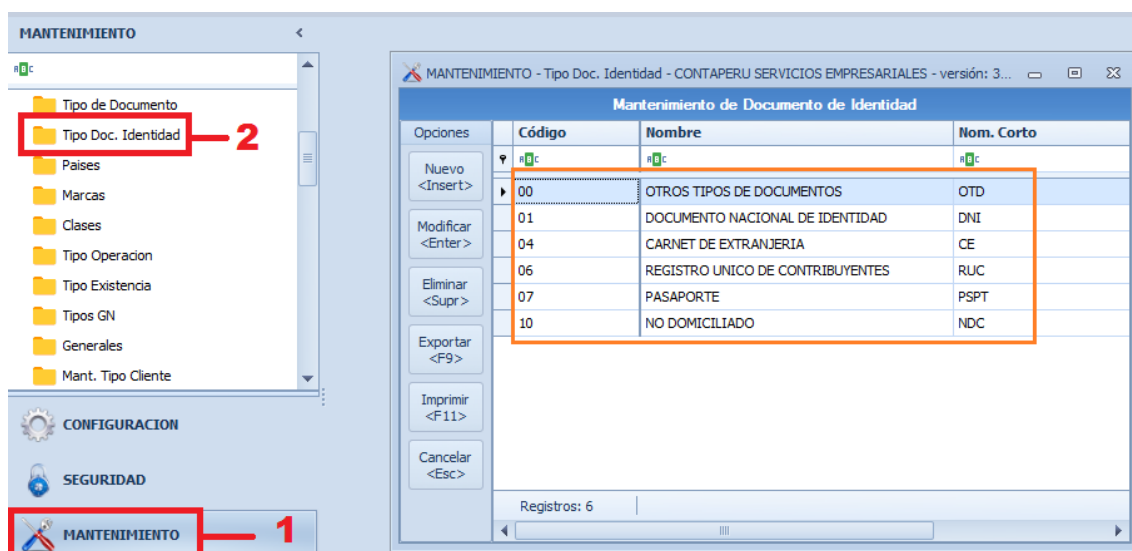 MANTENIMIENTO <
ABC
Tipo de Documento
Tipo Doc. Identidad
2
Paises
Marcas
Clases
Tipo Operacion
Tipo Existencia
Tipos GN
Generales
Mant. Tipo Cliente
CONFIGURACION
SEGURIDAD
MANTENIMIENTO
1
MANTENIMIENTO - Tipo Doc. Identidad - CONTAPERU SERVICIOS EMPRESARIALES - versión: 3...
Mantenimiento de Documento de Identidad
Opciones Código Nombre Nom. Corto
ABC ABC ABC
00 OTROS TIPOS DE DOCUMENTOS OTD
01 DOCUMENTO NACIONAL DE IDENTIDAD DNI
04 CARNET DE EXTRANJERIA CE
06 REGISTRO UNICO DE CONTRIBUYENTES RUC
07 PASAPORTE PSPT
10 NO DOMICILIADO NDC
Nuevo
<Insert>
Modificar
<Enter>
Eliminar
<Supr>
Exportar
<F9>
Imprimir
<F11>
Cancelar
<Esc>
Registros: 6